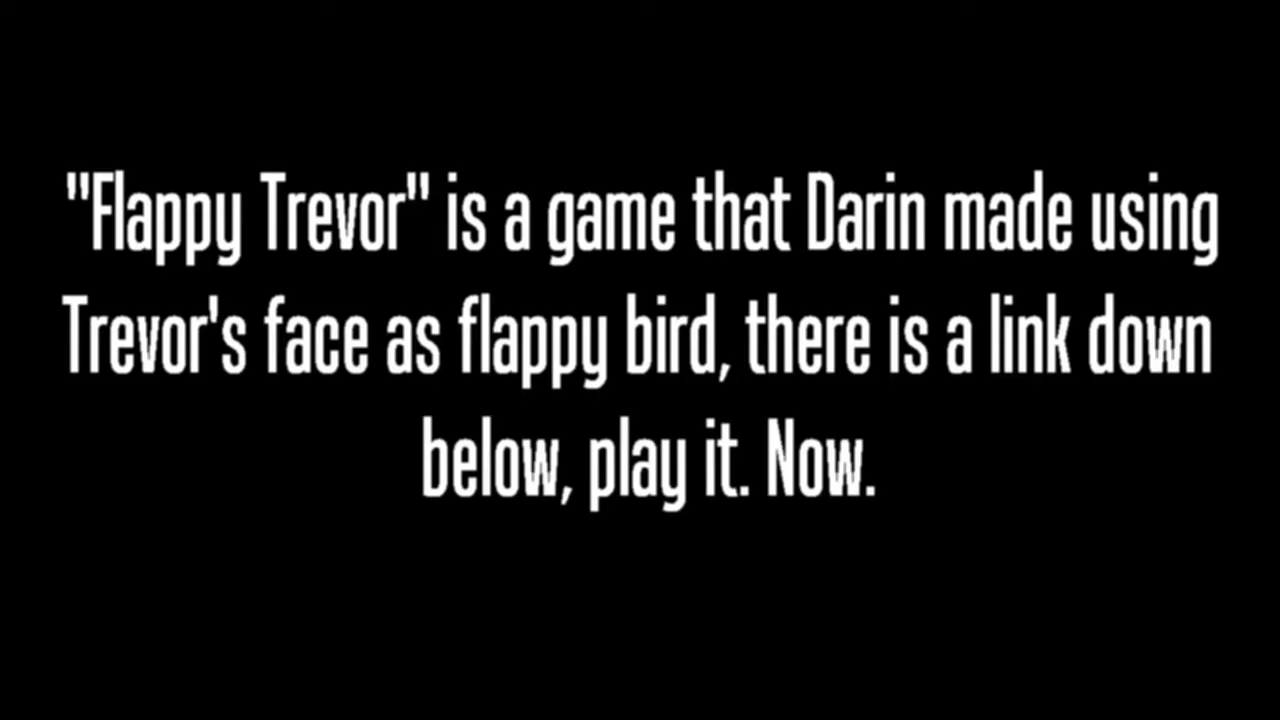 "Flappy Trevor" is a game that Darin made using
Trevor's face as flappy bird, there is a link down
below, play it. Now.